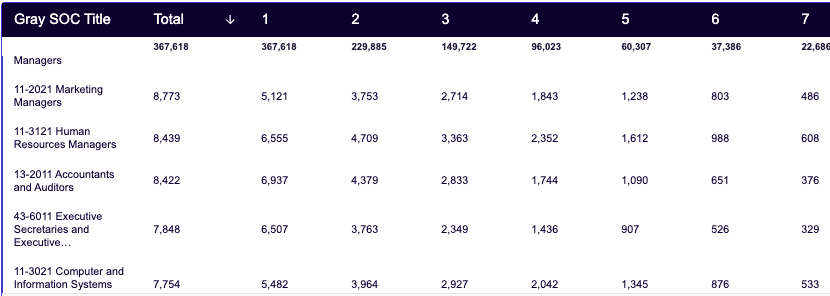 Gray SOC Title Total ↓ 1 2 3 4 5 6 7
367,618 367,618 229,885 149,722 96,023 60,307 37,386 22,686
Managers
11-2021 Marketing
Managers 8,773 5,121 3,753 2,714 1,843 1,238 803 486
11-3121 Human
Resources Managers 8,439 6,555 4,709 3,363 2,352 1,612 988 608
13-2011 Accountants
and Auditors 8,422 6,937 4,379 2,833 1,744 1,090 651 376
43-6011 Executive
Secretaries and 7,848 6,507 3,763 2,349 1,436 907 526 329
Executive…
11-3021 Computer and
Information Systems 7,754 5,482 3,964 2,927 2,042 1,345 876 533